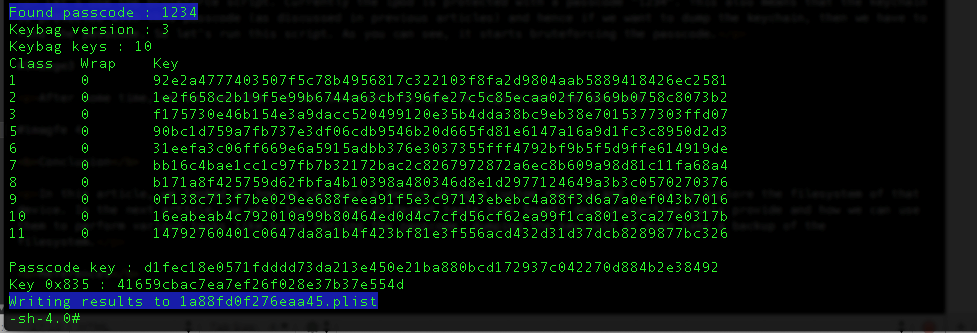 Found passcode : 1234
Keybag version : 3
Keybag keys : 10
Class Wrap Key
1 0 92e2a4777403507f5c78b4956817c322103f8fa2d9804aab5889418426ec2581
2 0 1e2f658c2b19f5e99b6744a63cbf396fe27c5c85ecaa02f76369b0758c8073b2
3 0 f175730e46b154e3a9dacc520499120e35b4dda38bc9eb38e7015377303ffd07
5 0 90bc1d759a7fb737e3df06cdb9546b20d665fd81e6147a16a9d1fc3c8950d2d3
6 0 31eefa3c06ff669e6a5915adbb376e3037355fff4792bf9b5f5d9ffe614919de
7 0 bb16c4bae1cc1c97fb7b32172bac2c8267972872a6ec8b609a98d81c11fa68a4
8 0 b171a8f425759d62fbfa4b10398a480346d8e1d2977124649a3b3c0570270376
9 0 0f138c713f7be029ee688feea91f5e3c97143ebebc4a88f3d6a7a0ef043b7016
10 0 16eabeab4c792010a99b80464ed0d4c7cfd56cf62ea99f1ca801e3ca27e0317b
11 0 14792760401c0647da8a1b4f423bf81e3f556acd432d31d37dcb8289877bc326
Passcode key : d1fec18e0571fdddd73da213e450e21ba880bcd172937c042270d884b2e38492
Key 0x835 : 41659cbac7ea7ef26f028e37b37e554d
Writing results to 1a88fd0f276eaa45.plist
-sh-4.0#